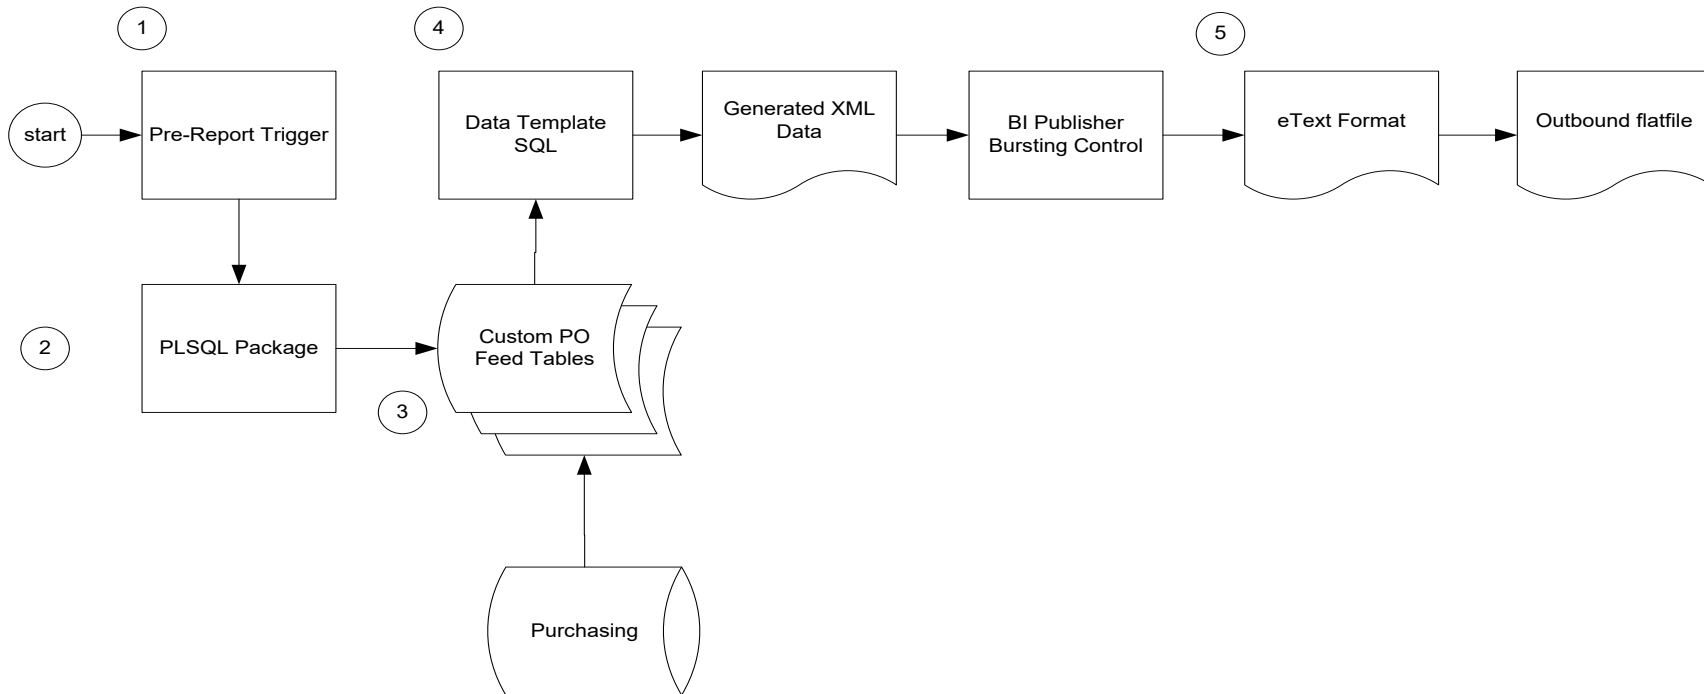 1
4
5
start
Pre-Report Trigger
Data Template
SQL
Generated XML
Data
BI Publisher
Bursting Control
eText Format
Outbound flatfile
2
PLSQL Package
Custom PO
Feed Tables
3
Purchasing